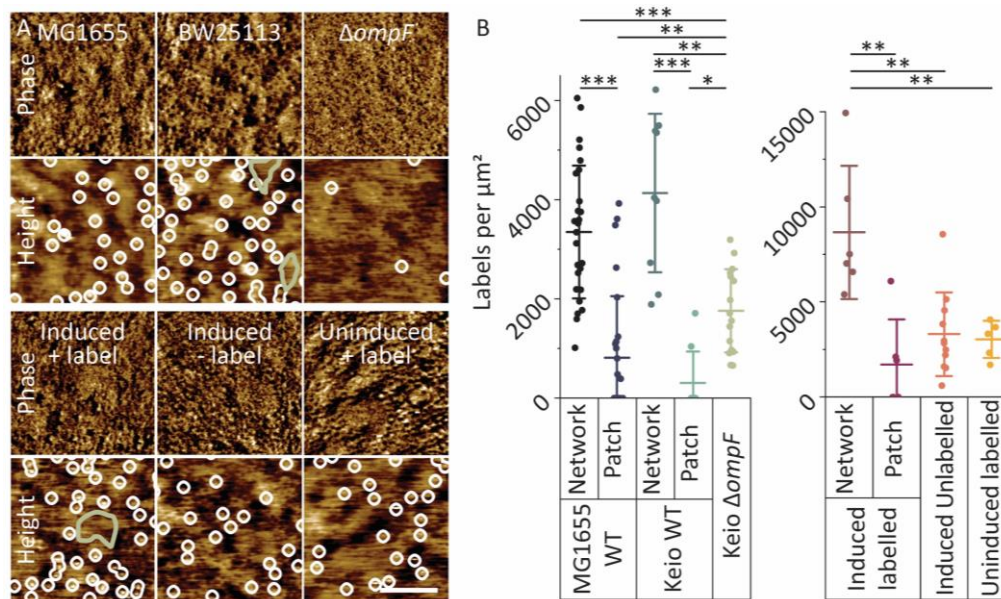 A
MG1655
BW25113
ΔompF
Phase
Height
Induced
+ label
Induced
- label
Uninduced
+ label
Phase
Height
B
***
**
**
***
***
*
Labels per µm²
6000
4000
2000
0
Network
Patch
Network
Patch
MG1655
WT
Keio WT
Keio ΔompF
**
**
**
15000
10000
5000
0
Network
Patch
Induced
labelled
Induced Unlabelled
Uninduced labelled